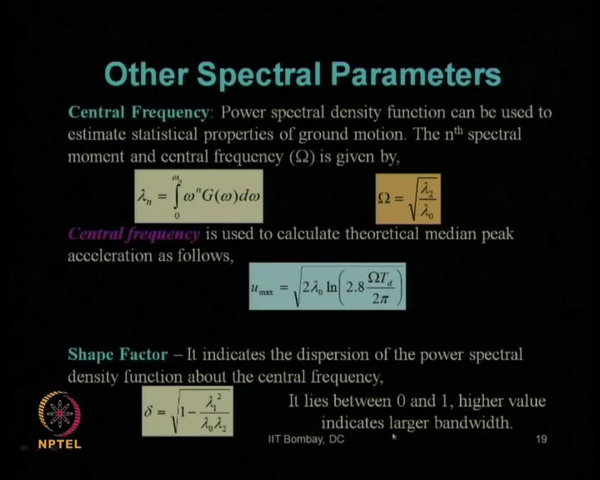 Other Spectral Parameters
Central Frequency: Power spectral density function can be used to
estimate statistical properties of ground motion. The nth spectral
moment and central frequency (Ω) is given by,
λₙ = ∫₀^ωₙ ωⁿG(ω)dω    Ω = √(λ₂/λ₀)
Central frequency is used to calculate theoretical median peak
acceleration as follows,
u_max = √(2λ₀ ln(2.8 ΩT_d/2π))
Shape Factor – It indicates the dispersion of the power spectral
density function about the central frequency,
δ = √(1 − λ₁²/λ₀λ₂)
It lies between 0 and 1, higher value
indicates larger bandwidth.
NPTEL
IIT Bombay, DC
19